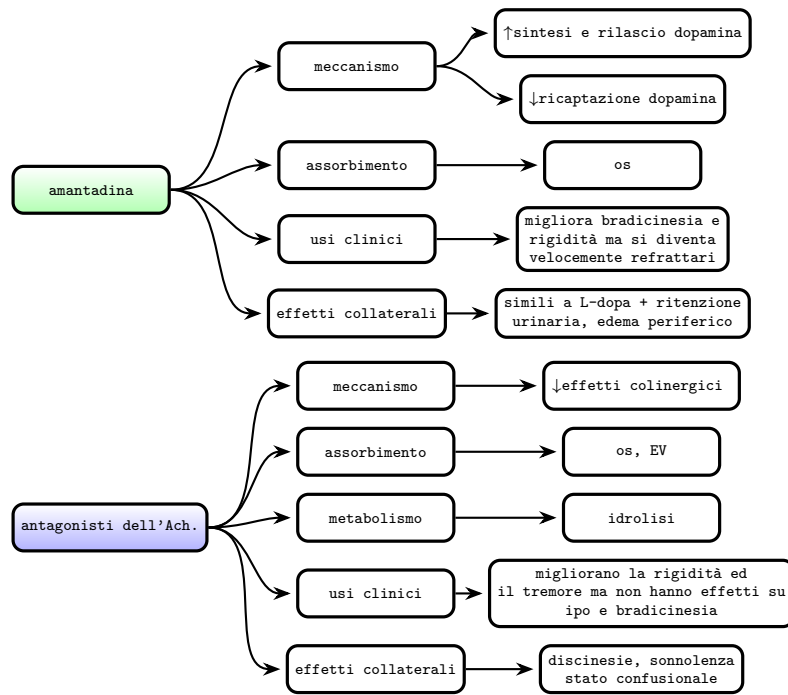 amantadina
meccanismo
↑sintesi e rilascio dopamina
↓ricaptazione dopamina
assorbimento
os
usi clinici
migliora bradicinesia e
rigidità ma si diventa
velocemente refrattari
effetti collaterali
simili a L-dopa + ritenzione
urinaria, edema periferico
antagonisti dell'Ach.
meccanismo
↓effetti colinergici
assorbimento
os, EV
metabolismo
idrolisi
usi clinici
migliorano la rigidità ed
il tremore ma non hanno effetti su
ipo e bradicinesia
effetti collaterali
discinesie, sonnolenza
stato confusionale